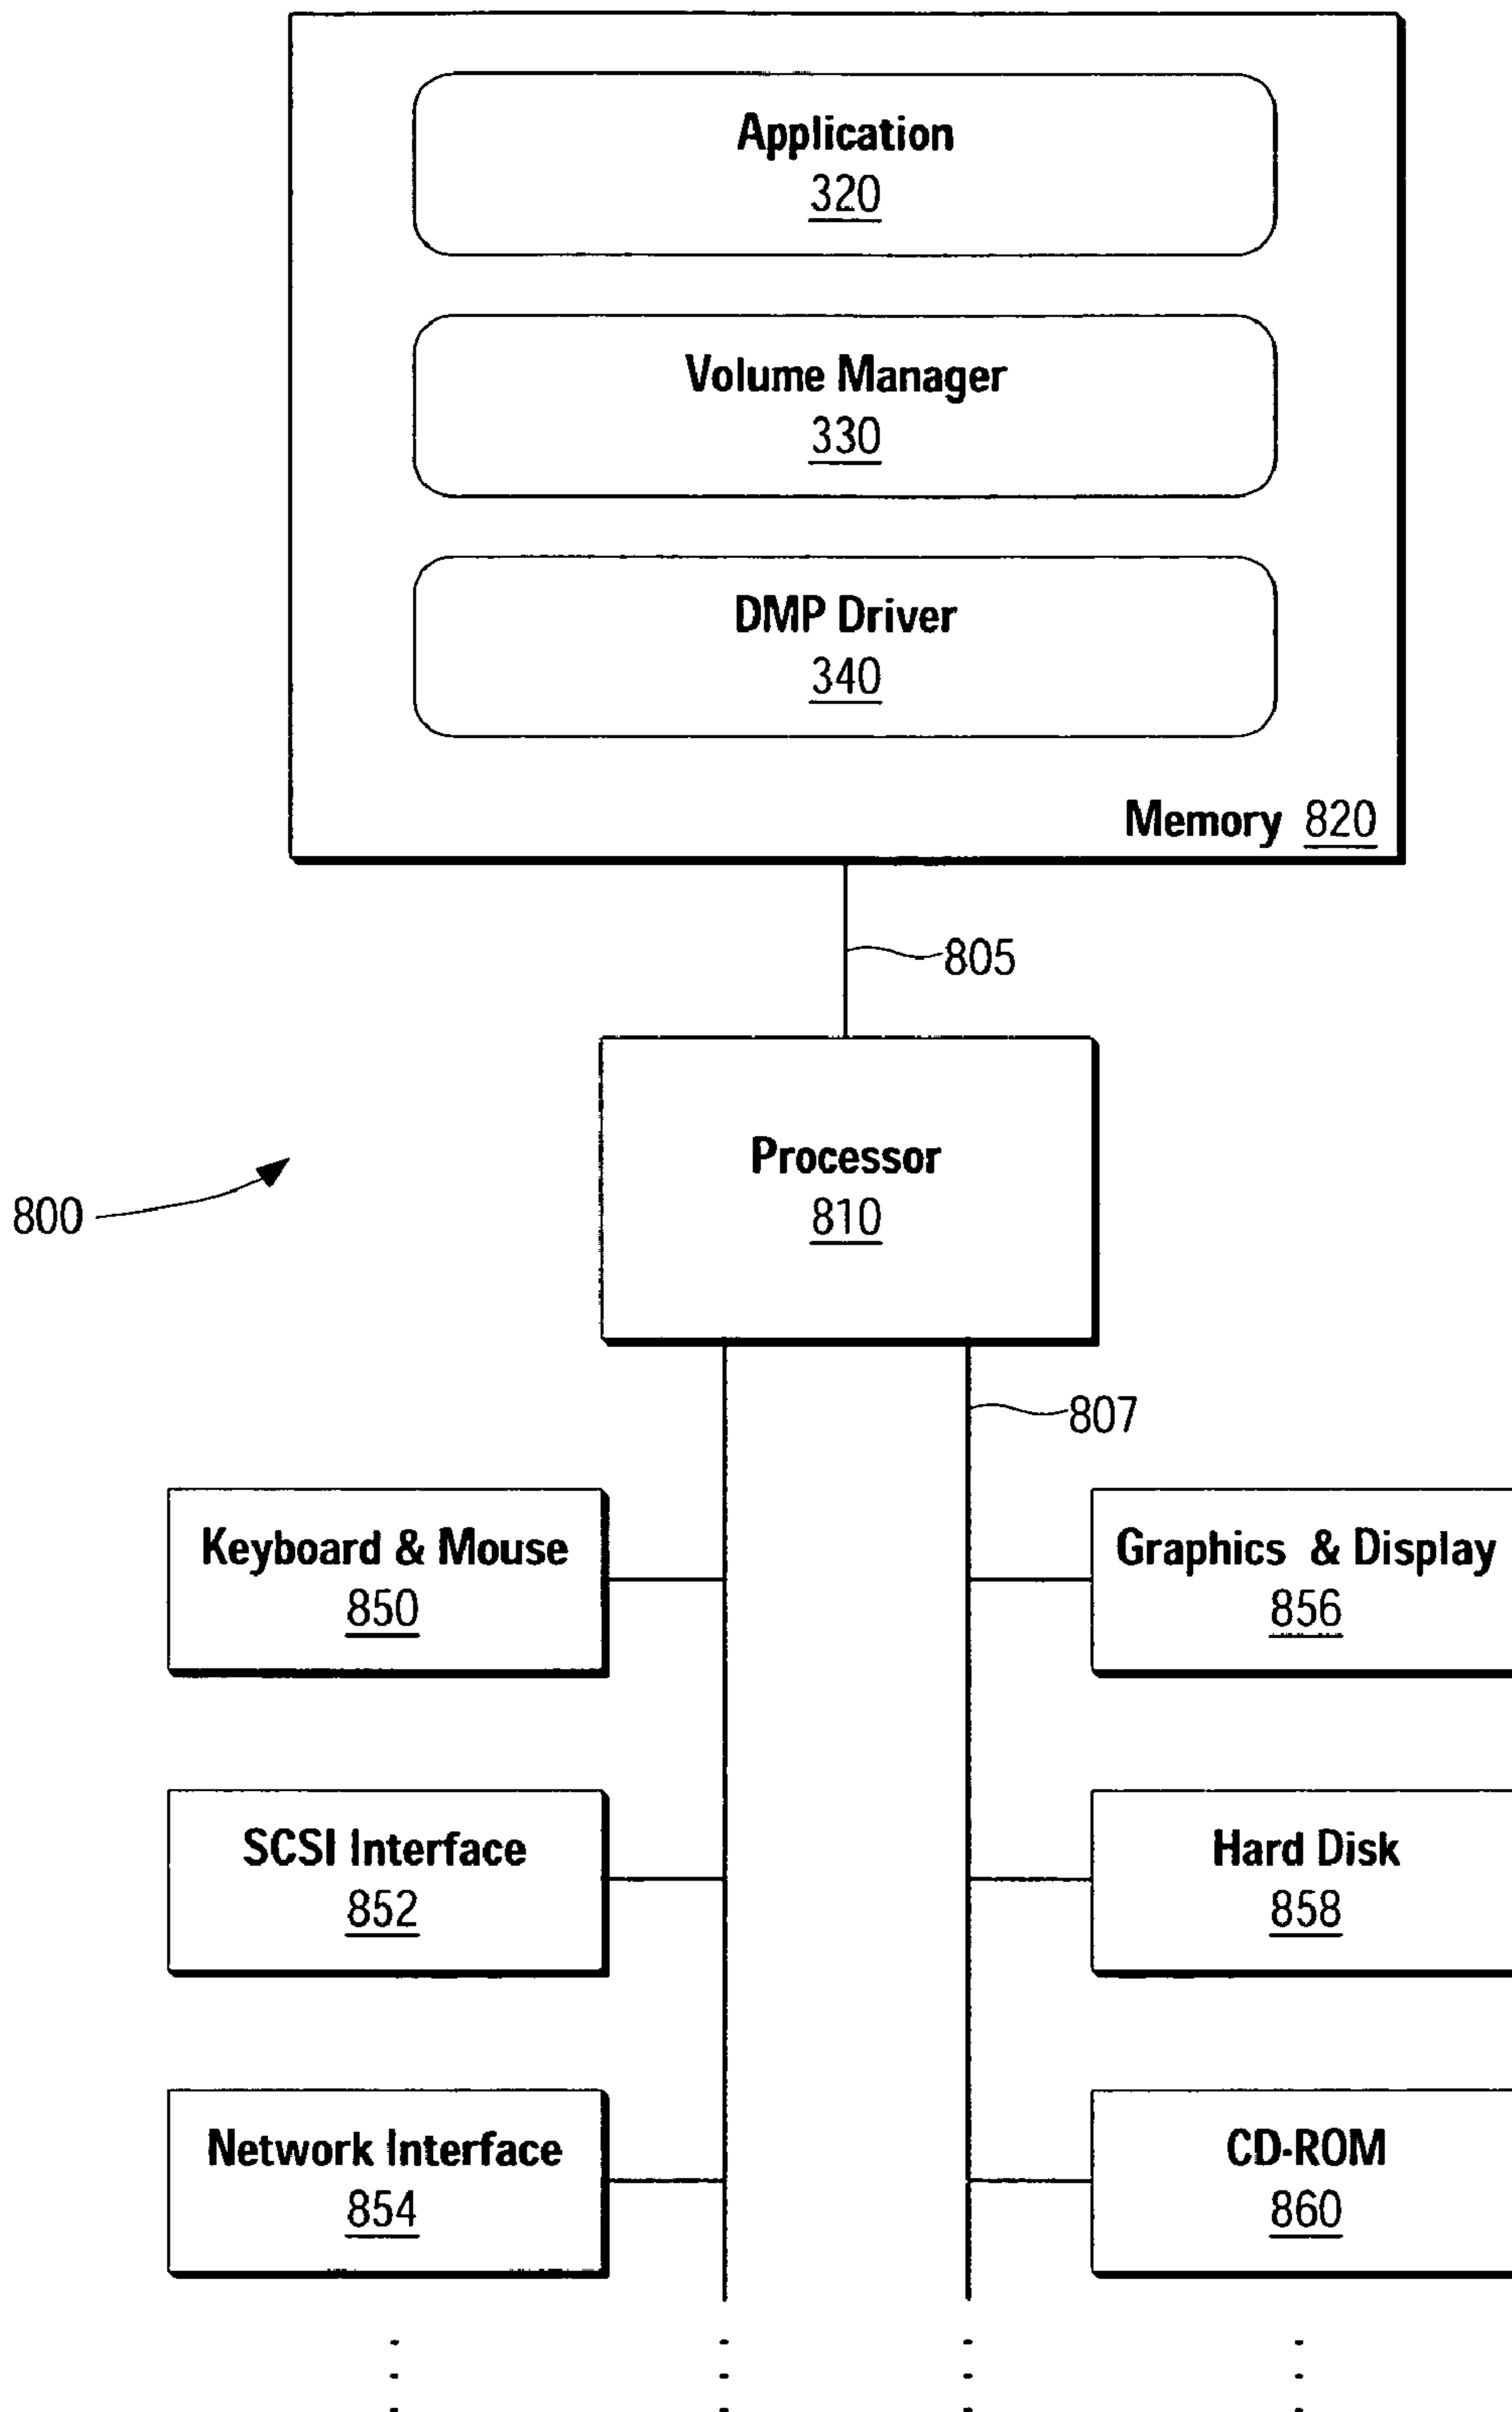 Application
320
Volume Manager
330
DMP Driver
340
Memory 820
805
Processor
810
800
807
Keyboard & Mouse
850
Graphics & Display
856
SCSI Interface
852
Hard Disk
858
Network Interface
854
CD-ROM
860